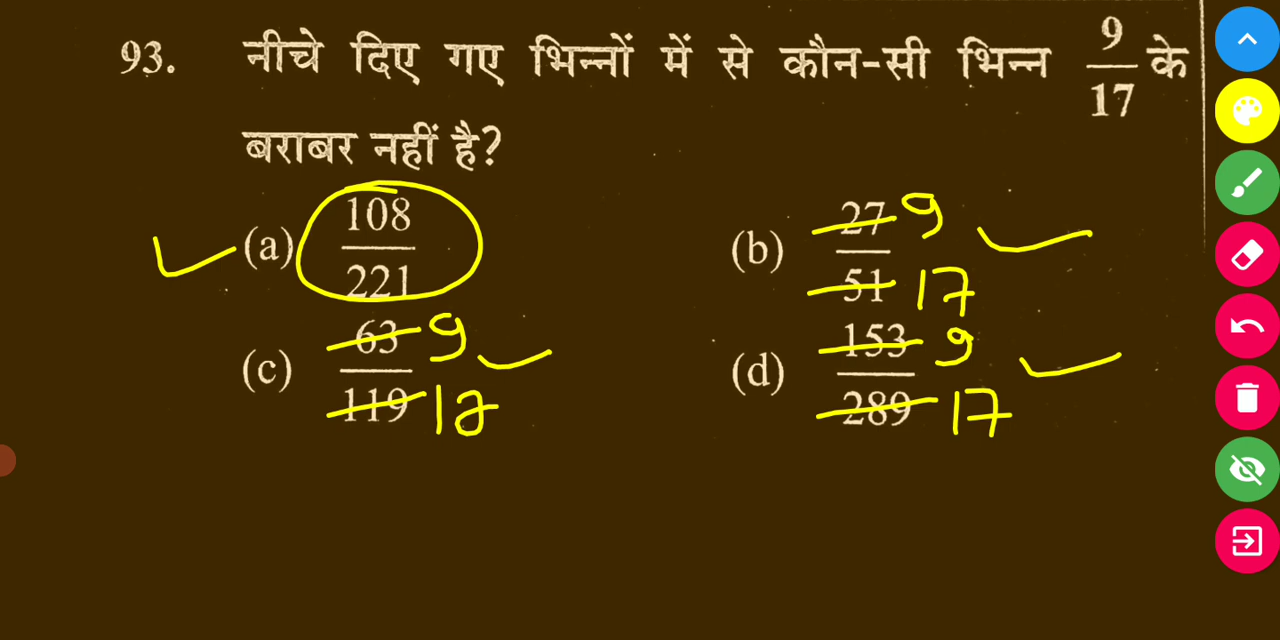 93. नीचे दिए गए भिन्नों में से कौन-सी भिन्न 9/17 के
बराबर नहीं है?
(a) 108/221
(b) 27/51 9 17
(c) 63/119 9 17
(d) 153/289 9 17